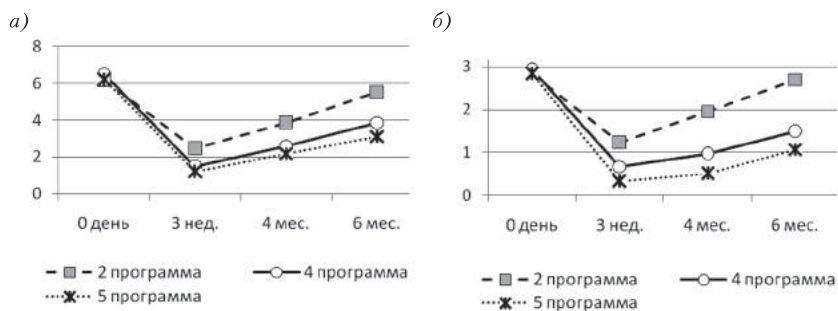 а)
8
6
4
2
0
0 день 3 нед. 4 мес. 6 мес.
2 программа 4 программа
5 программа
б)
3
2
1
0
0 день 3 нед. 4 мес. 6 мес.
2 программа 4 программа
5 программа